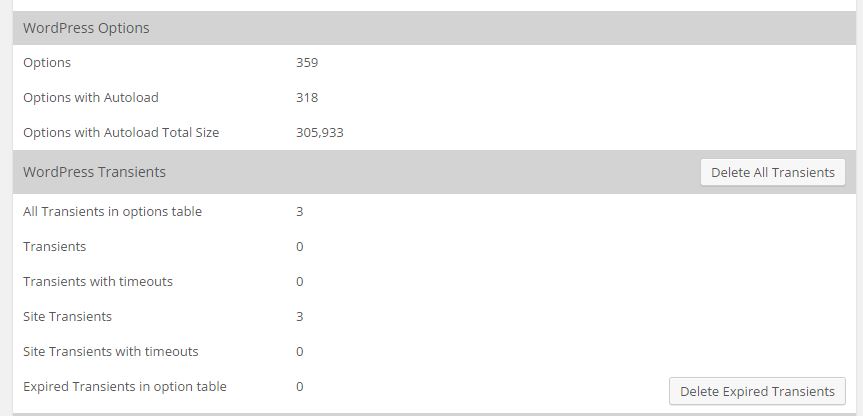 WordPress Options
Options 359
Options with Autoload 318
Options with Autoload Total Size 305,933
WordPress Transients Delete All Transients
All Transients in options table 3
Transients 0
Transients with timeouts 0
Site Transients 3
Site Transients with timeouts 0
Expired Transients in option table 0 Delete Expired Transients